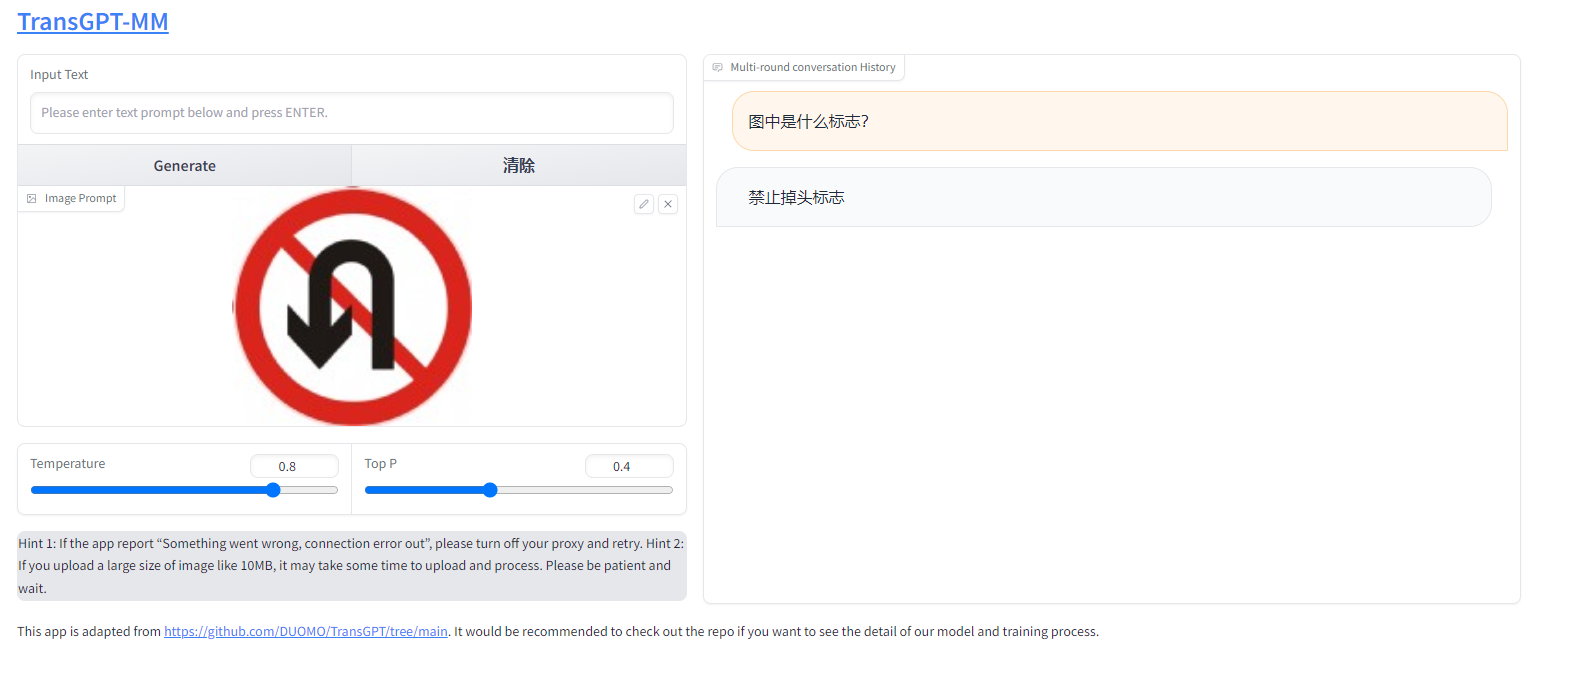 TransGPT-MM
Input Text
Please enter text prompt below and press ENTER.
Generate
清除
Image Prompt
Temperature
0.8
Top P
0.4
Hint 1: If the app report “Something went wrong, connection error out”, please turn off your proxy and retry. Hint 2:
If you upload a large size of image like 10MB, it may take some time to upload and process. Please be patient and
wait.
Multi-round conversation History
图中是什么标志?
禁止掉头标志
This app is adapted from https://github.com/DUOMO/TransGPT/tree/main. It would be recommended to check out the repo if you want to see the detail of our model and training process.